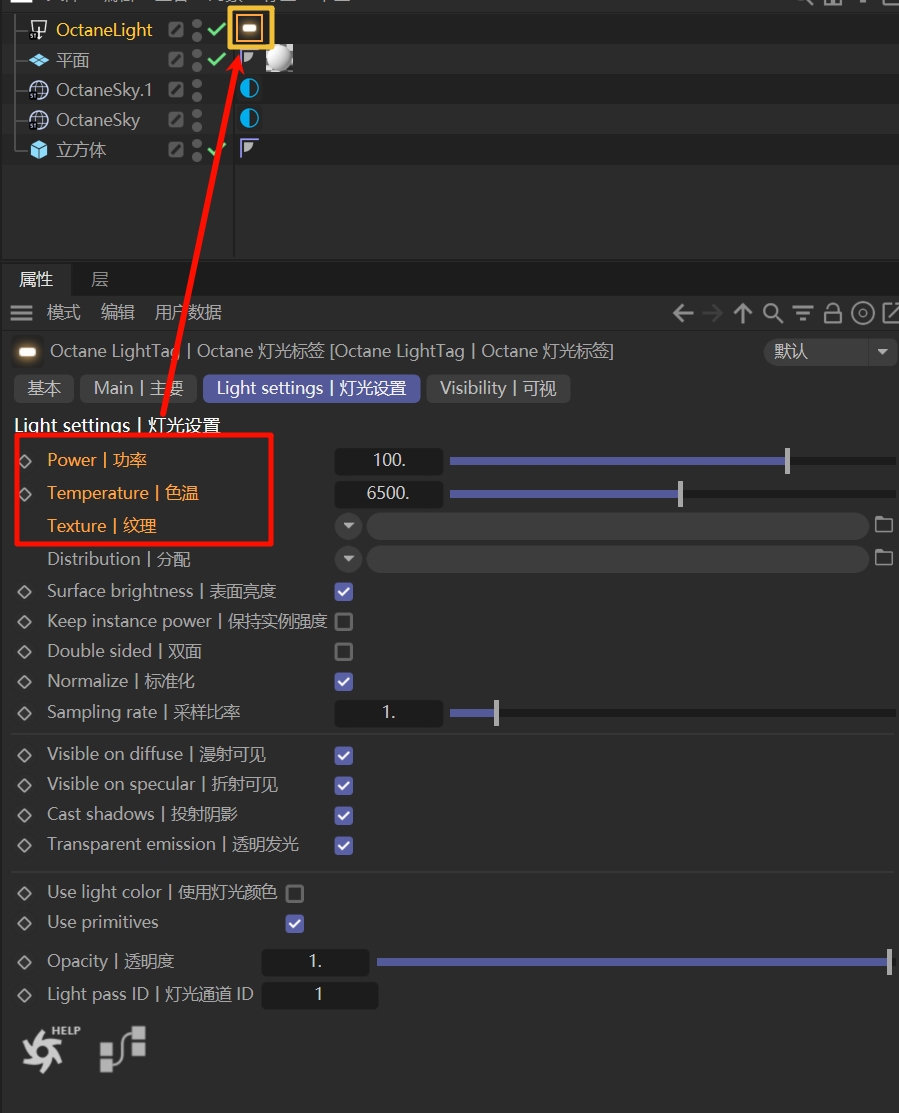 OctaneLight
平面
OctaneSky.1
OctaneSky
立方体
属性 层
模式 编辑 用户数据
Octane LightTag | Octane 灯光标签 [Octane LightTag | Octane 灯光标签] 默认
基本 Main | 主要 Light settings | 灯光设置 Visibility | 可视
Light settings | 灯光设置
Power | 功率 100.
Temperature | 色温 6500.
Texture | 纹理
Distribution | 分配
Surface brightness | 表面亮度
Keep instance power | 保持实例强度
Double sided | 双面
Normalize | 标准化
Sampling rate | 采样比率 1.
Visible on diffuse | 漫射可见
Visible on specular | 折射可见
Cast shadows | 投射阴影
Transparent emission | 透明发光
Use light color | 使用灯光颜色
Use primitives
Opacity | 透明度 1.
Light pass ID | 灯光通道 ID 1
HELP